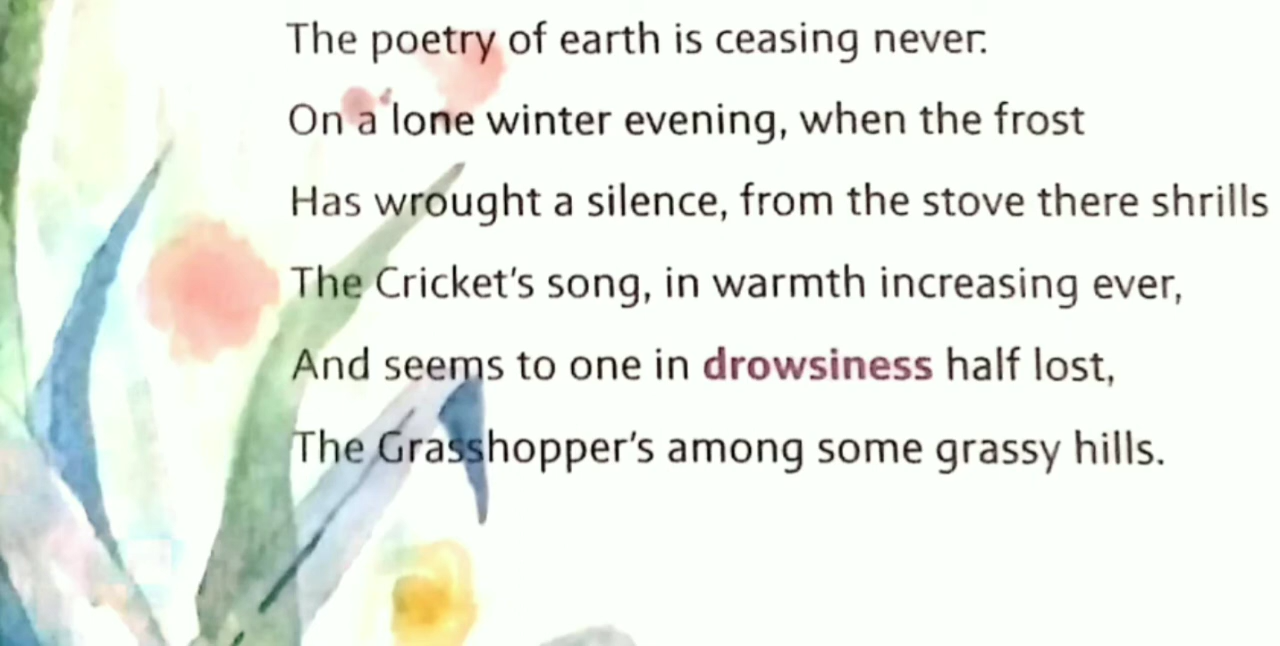 The poetry of earth is ceasing never.
On a lone winter evening, when the frost
Has wrought a silence, from the stove there shrills
The Cricket's song, in warmth increasing ever,
And seems to one in drowsiness half lost,
The Grasshopper's among some grassy hills.